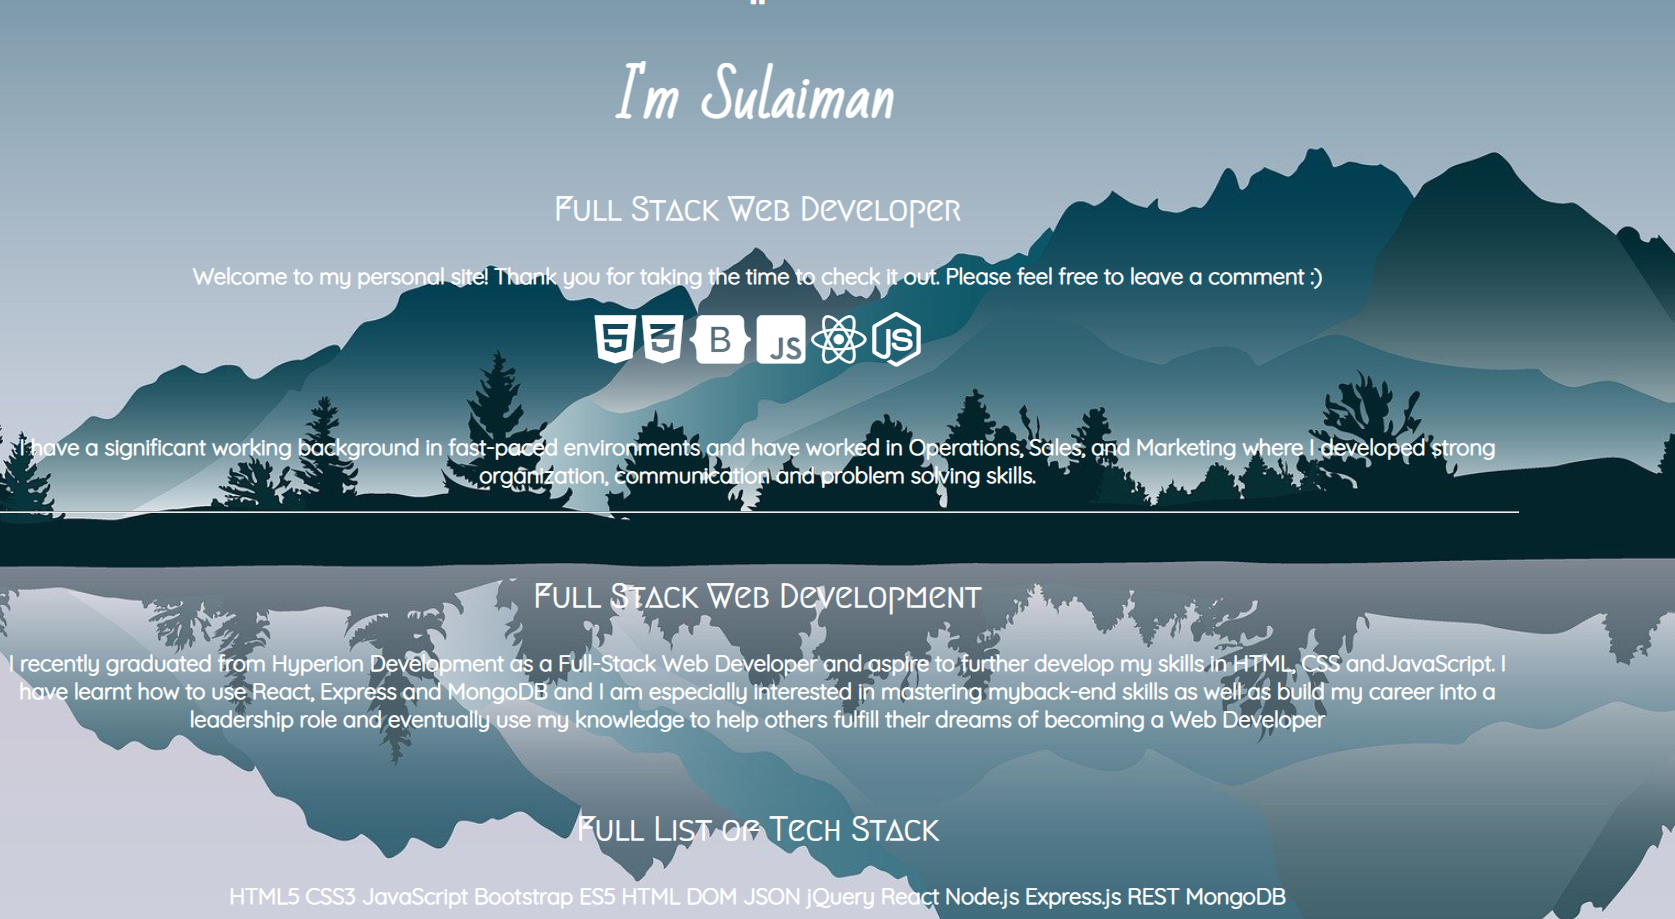 I'm Sulaiman
Full Stack Web Developer
Welcome to my personal site! Thank you for taking the time to check it out. Please feel free to leave a comment :)
5 3 B JS JS
I have a significant working background in fast-paced environments and have worked in Operations, Sales, and Marketing where I developed strong
organization, communication and problem solving skills.
Full Stack Web Development
I recently graduated from Hyperion Development as a Full-Stack Web Developer and aspire to further develop my skills in HTML, CSS andJavaScript. I
have learnt how to use React, Express and MongoDB and I am especially interested in mastering myback-end skills as well as build my career into a
leadership role and eventually use my knowledge to help others fulfill their dreams of becoming a Web Developer
Full List of Tech Stack
HTML5 CSS3 JavaScript Bootstrap ES5 HTML DOM JSON jQuery React Node.js Express.js REST MongoDB